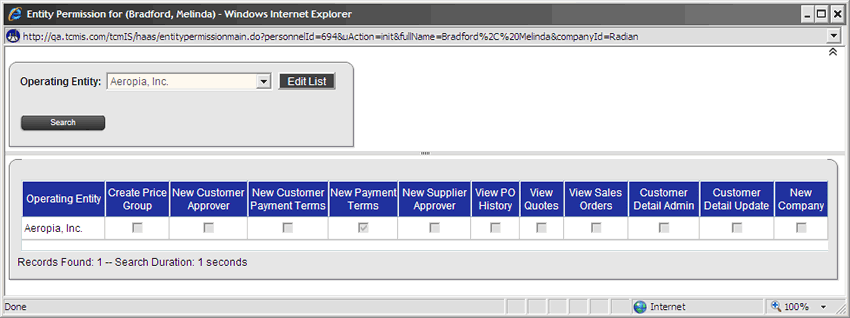 Entity Permission for (Bradford, Melinda) - Windows Internet Explorer
http://qa.tcmis.com/tcmIS/haas/entitypermissionmain.do?personnelId=694&uAction=init&fullName=Bradford%2C%20Melinda&companyId=Radian
Operating Entity: Aeropia, Inc. Edit List
Search
Operating Entity Create Price Group New Customer Approver New Customer Payment Terms New Payment Terms New Supplier Approver View PO History View Quotes View Sales Orders Customer Detail Admin Customer Detail Update New Company
Aeropia, Inc.
Records Found: 1 -- Search Duration: 1 seconds
Done Internet 100%